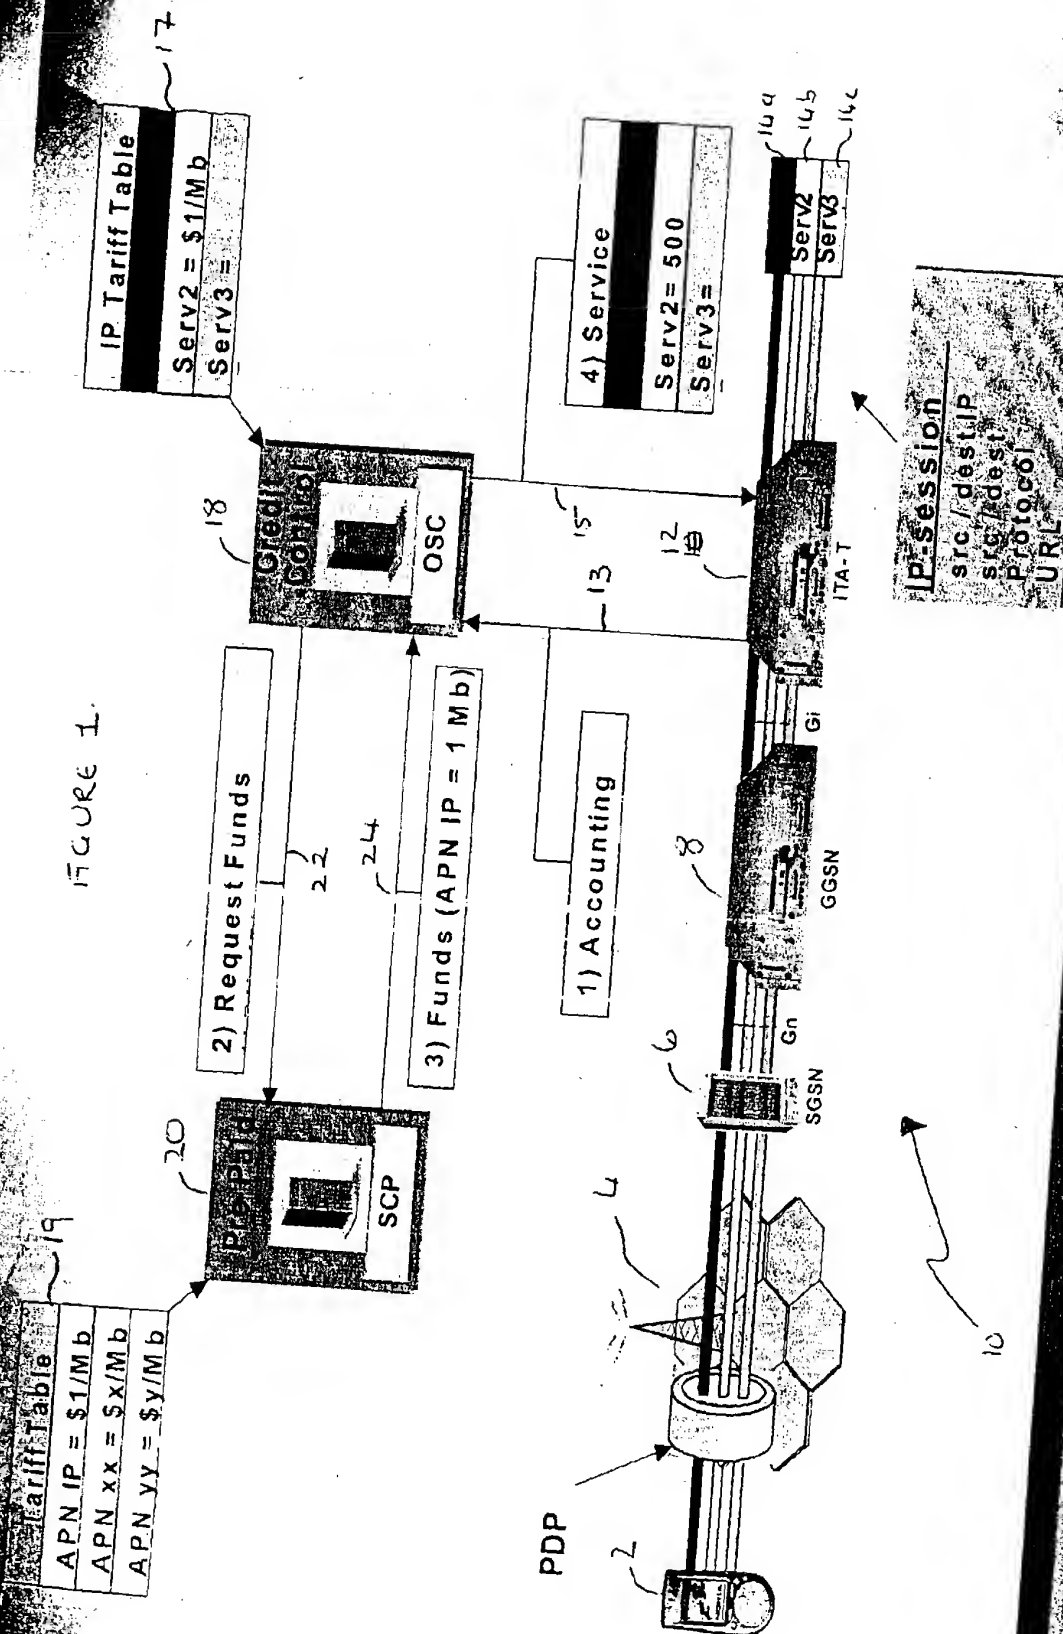 FIGURE 1.
Tariff Table
19
APN IP = $1/Mb
APN xx = $x/Mb
APN yy = $y/Mb
20
Pre Paid
SCP
2) Request Funds
22
24
3) Funds (APN IP = 1 Mb)
18
Credit
Control
OSC
IP Tariff Table
17
Serv2 = $1/Mb
Serv3 =
1) Accounting
13
15
4) Service
Serv2= 500
Serv3=
PDP
2
4
6
SGSN
Gn
8
GGSN
Gi
12
ITA-T
14a
14b
14c
Serv2
Serv3
IP-session
src / dest IP
src / dest
Protocol
URL
10